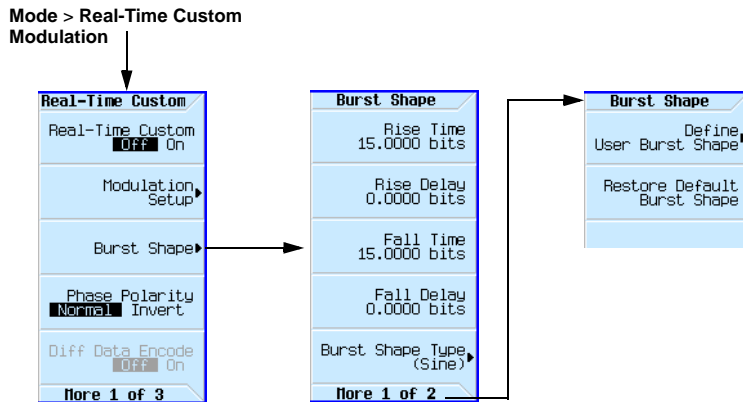 Mode > Real-Time Custom
Modulation
Real-Time Custom
Real-Time Custom
Off On
Modulation
Setup
Burst Shape
Phase Polarity
Normal Invert
Diff Data Encode
Off On
More 1 of 3
Burst Shape
Rise Time
15.0000 bits
Rise Delay
0.0000 bits
Fall Time
15.0000 bits
Fall Delay
0.0000 bits
Burst Shape Type
(Sine)
More 1 of 2
Burst Shape
Define
User Burst Shape
Restore Default
Burst Shape